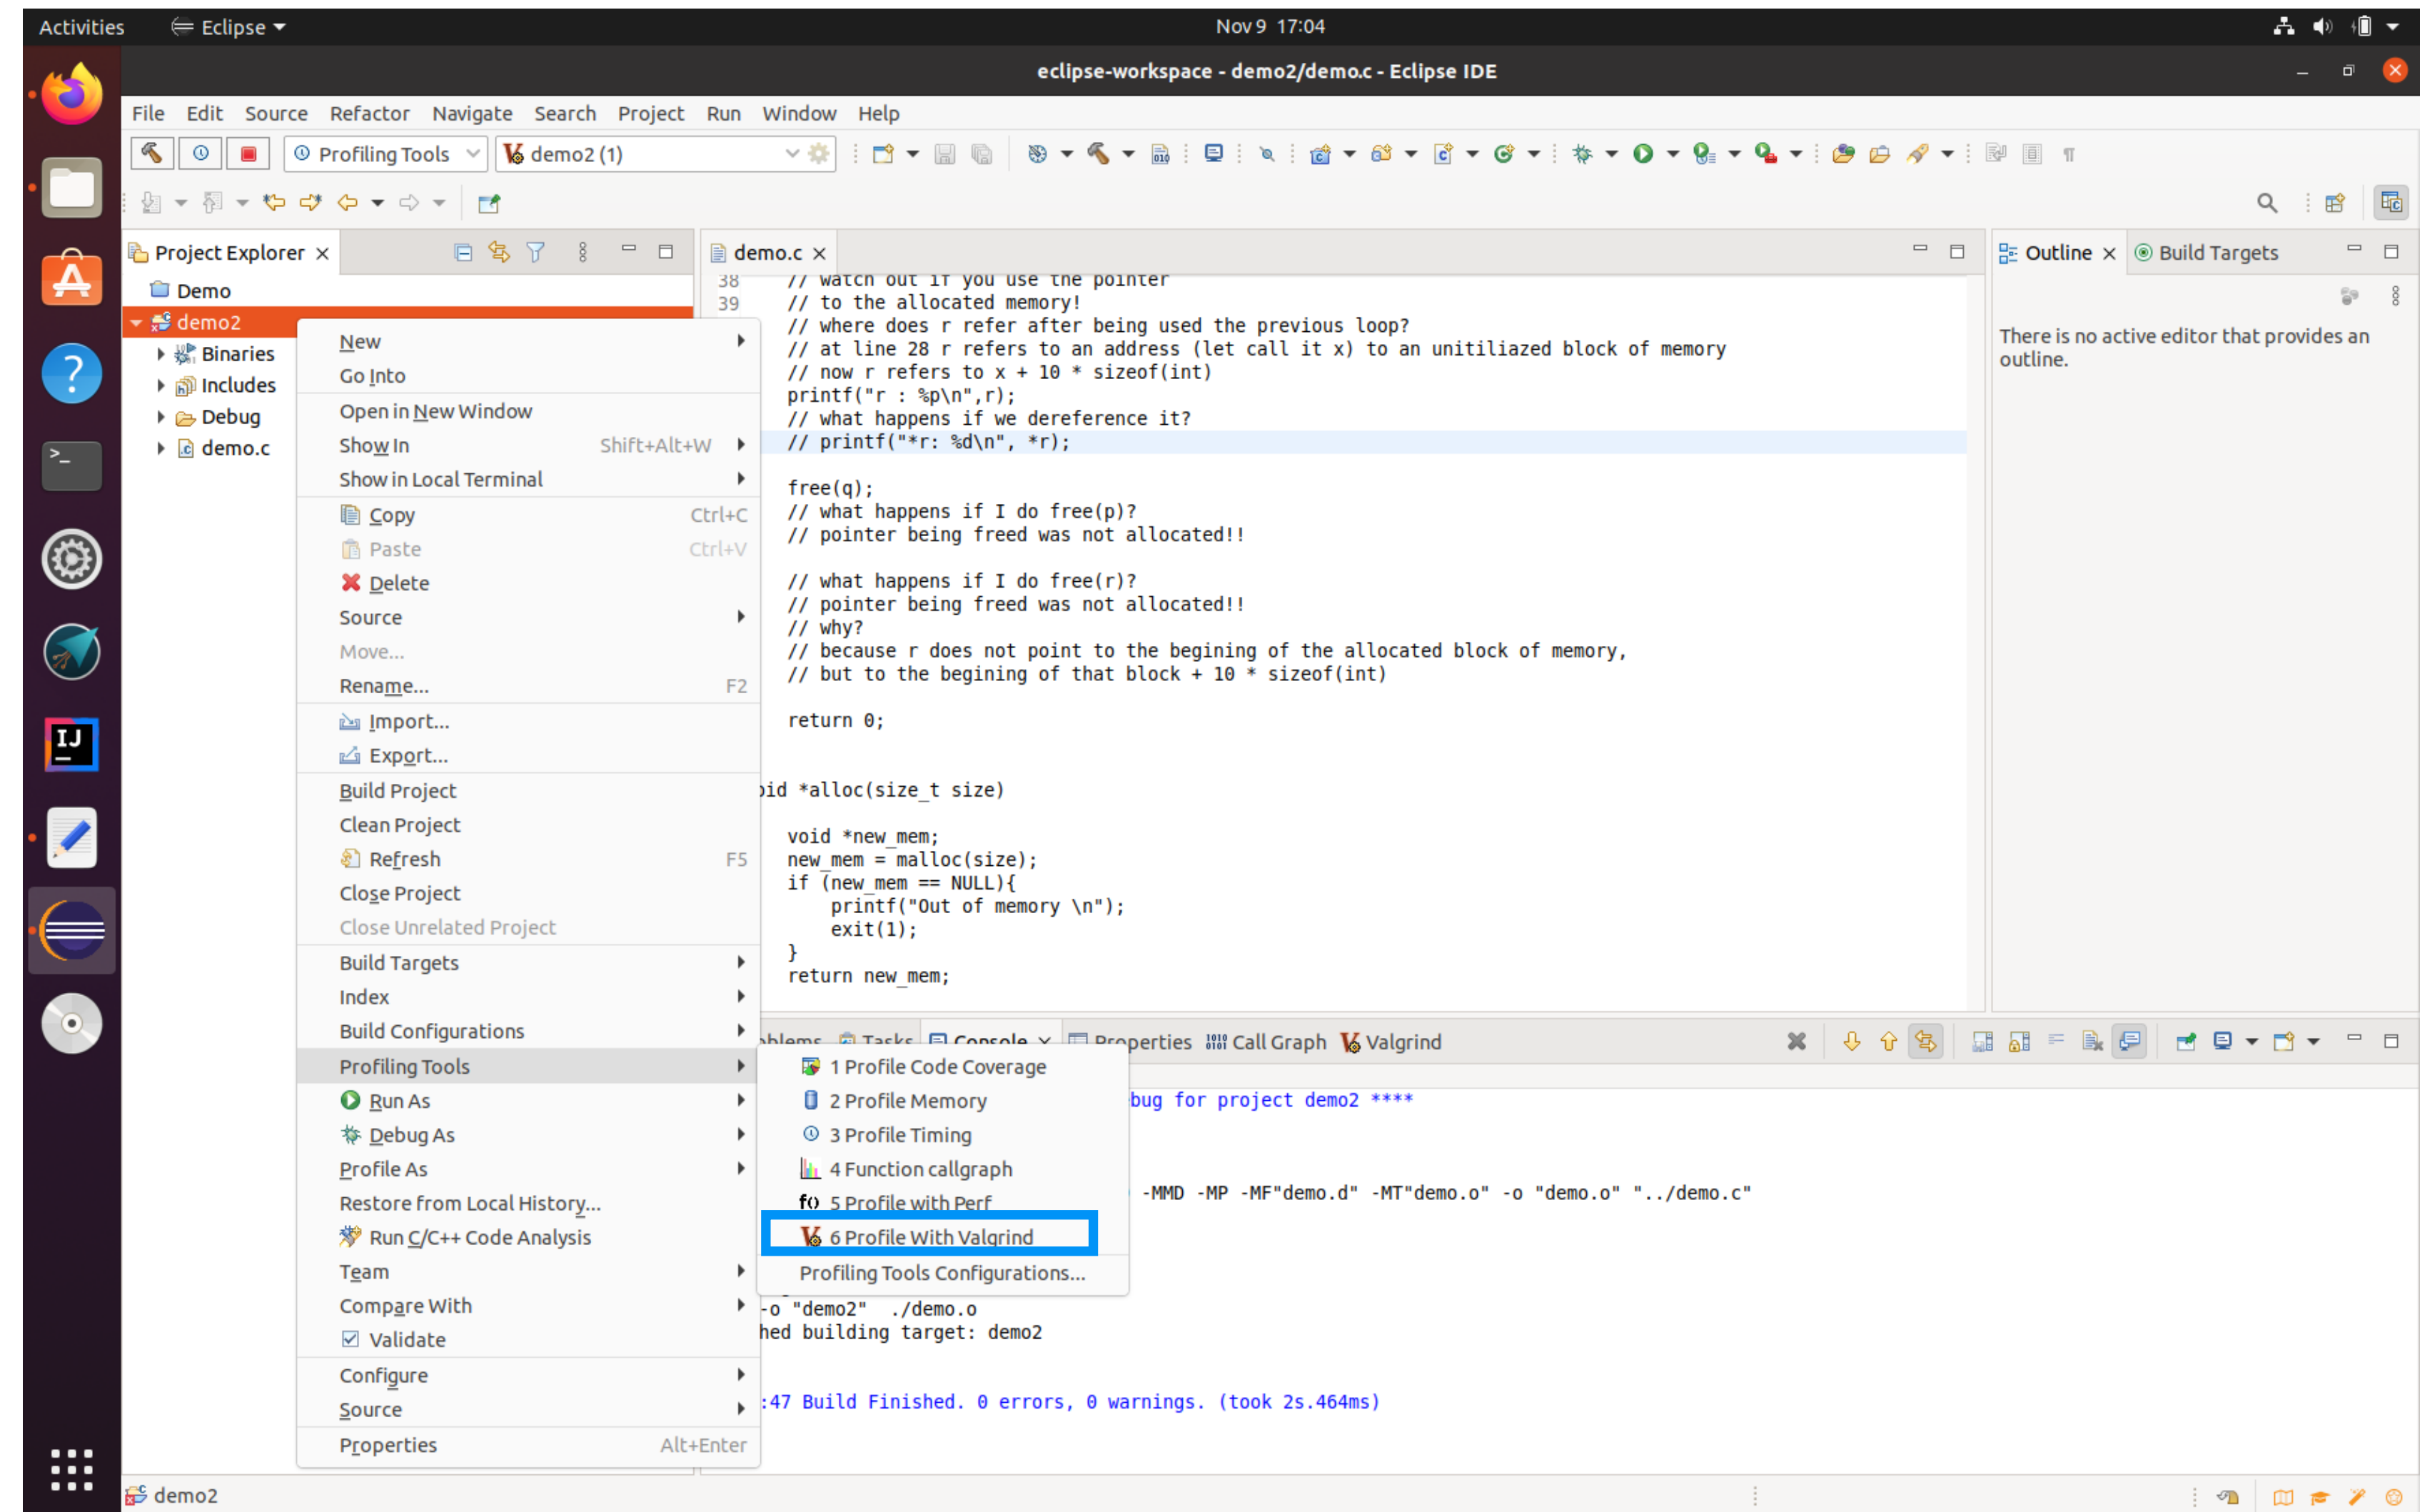 Activities Eclipse Nov 9 17:04
eclipse-workspace - demo2/demo.c - Eclipse IDE
File Edit Source Refactor Navigate Search Project Run Window Help
Profiling Tools demo2 (1)
Project Explorer
Demo
demo2
Binaries
Includes
Debug
demo.c
New
Go Into
Open in New Window
Show In Shift+Alt+W
Show in Local Terminal
Copy Ctrl+C
Paste Ctrl+V
Delete
Source
Move...
Rename... F2
Import...
Export...
Build Project
Clean Project
Refresh F5
Close Project
Close Unrelated Project
Build Targets
Index
Build Configurations
Profiling Tools
Run As
Debug As
Profile As
Restore from Local History...
Run C/C++ Code Analysis
Team
Compare With
Validate
Configure
Source
Properties Alt+Enter
1 Profile Code Coverage
2 Profile Memory
3 Profile Timing
4 Function callgraph
5 Profile with Perf
6 Profile With Valgrind
Profiling Tools Configurations...
demo.c
38 // watch out if you use the pointer
39 // to the allocated memory!
// where does r refer after being used the previous loop?
// at line 28 r refers to an address (let call it x) to an unitiliazed block of memory
// now r refers to x + 10 * sizeof(int)
printf("r : %p\n",r);
// what happens if we dereference it?
// printf("*r: %d\n", *r);
free(q);
// what happens if I do free(p)?
// pointer being freed was not allocated!!
// what happens if I do free(r)?
// pointer being freed was not allocated!!
// why?
// because r does not point to the begining of the allocated block of memory,
// but to the begining of that block + 10 * sizeof(int)
return 0;
oid *alloc(size_t size)
void *new_mem;
new_mem = malloc(size);
if (new_mem == NULL){
printf("Out of memory \n");
exit(1);
}
return new_mem;
Outline Build Targets
There is no active editor that provides an
outline.
oblems Tasks Console Properties Call Graph Valgrind
bug for project demo2 ****
-MMD -MP -MF"demo.d" -MT"demo.o" -o "demo.o" "../demo.c"
-o "demo2" ./demo.o
hed building target: demo2
:47 Build Finished. 0 errors, 0 warnings. (took 2s.464ms)
demo2